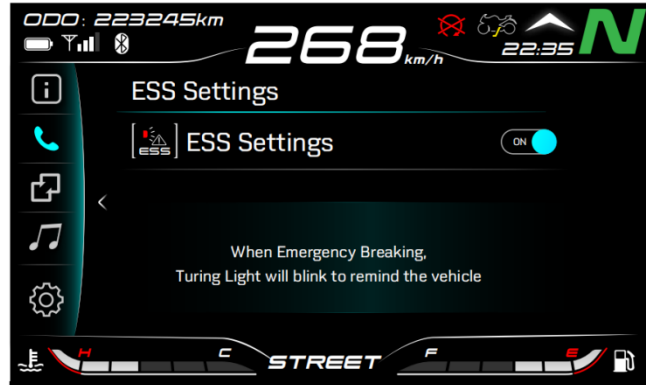 ODO: 223245km
268 km/h
22:35 N
ESS Settings
ESS ESS Settings
ON
When Emergency Breaking,
Turing Light will blink to remind the vehicle
H C STREET F E